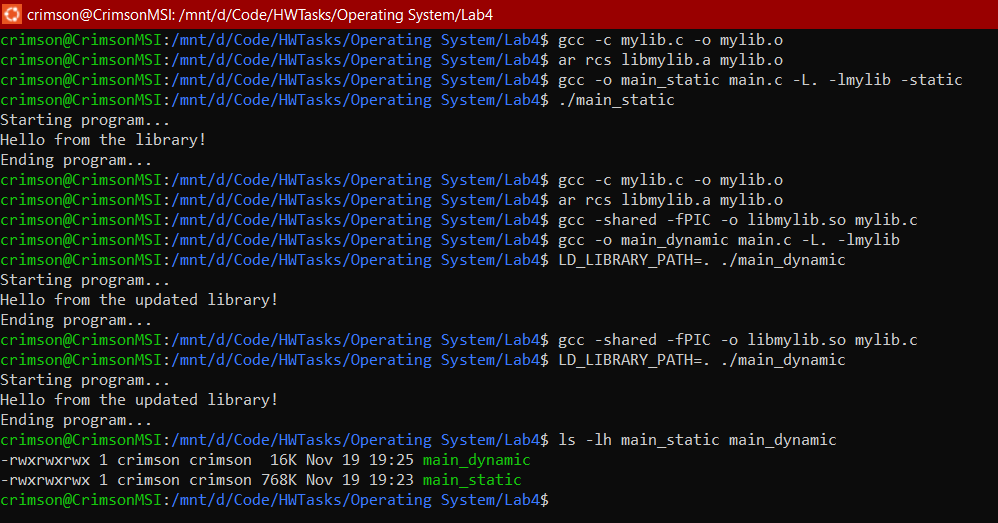 crimson@CrimsonMSI: /mnt/d/Code/HWTasks/Operating System/Lab4
crimson@CrimsonMSI:/mnt/d/Code/HWTasks/Operating System/Lab4$ gcc -c mylib.c -o mylib.o
crimson@CrimsonMSI:/mnt/d/Code/HWTasks/Operating System/Lab4$ ar rcs libmylib.a mylib.o
crimson@CrimsonMSI:/mnt/d/Code/HWTasks/Operating System/Lab4$ gcc -o main_static main.c -L. -lmylib -static
crimson@CrimsonMSI:/mnt/d/Code/HWTasks/Operating System/Lab4$ ./main_static
Starting program...
Hello from the library!
Ending program...
crimson@CrimsonMSI:/mnt/d/Code/HWTasks/Operating System/Lab4$ gcc -c mylib.c -o mylib.o
crimson@CrimsonMSI:/mnt/d/Code/HWTasks/Operating System/Lab4$ ar rcs libmylib.a mylib.o
crimson@CrimsonMSI:/mnt/d/Code/HWTasks/Operating System/Lab4$ gcc -shared -fPIC -o libmylib.so mylib.c
crimson@CrimsonMSI:/mnt/d/Code/HWTasks/Operating System/Lab4$ gcc -o main_dynamic main.c -L. -lmylib
crimson@CrimsonMSI:/mnt/d/Code/HWTasks/Operating System/Lab4$ LD_LIBRARY_PATH=. ./main_dynamic
Starting program...
Hello from the updated library!
Ending program...
crimson@CrimsonMSI:/mnt/d/Code/HWTasks/Operating System/Lab4$ gcc -shared -fPIC -o libmylib.so mylib.c
crimson@CrimsonMSI:/mnt/d/Code/HWTasks/Operating System/Lab4$ LD_LIBRARY_PATH=. ./main_dynamic
Starting program...
Hello from the updated library!
Ending program...
crimson@CrimsonMSI:/mnt/d/Code/HWTasks/Operating System/Lab4$ ls -lh main_static main_dynamic
-rwxrwxrwx 1 crimson crimson  16K Nov 19 19:25 main_dynamic
-rwxrwxrwx 1 crimson crimson 768K Nov 19 19:23 main_static
crimson@CrimsonMSI:/mnt/d/Code/HWTasks/Operating System/Lab4$